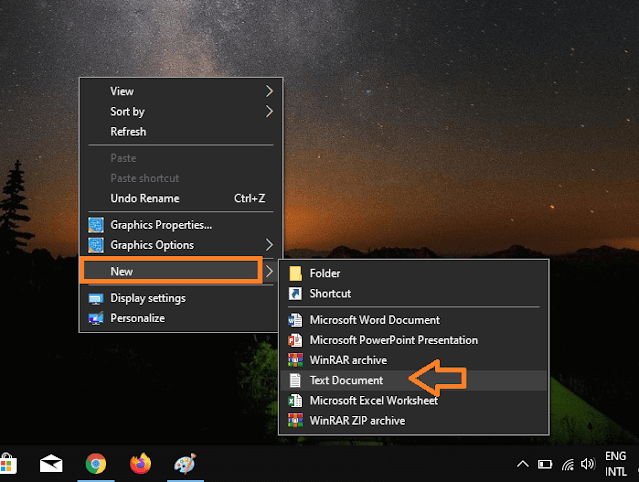 View
Sort by
Refresh
Paste
Paste shortcut
Undo Rename Ctrl+Z
Graphics Properties...
Graphics Options
New
Display settings
Personalize
Folder
Shortcut
Microsoft Word Document
Microsoft PowerPoint Presentation
WinRAR archive
Text Document
Microsoft Excel Worksheet
WinRAR ZIP archive
ENG
INTL